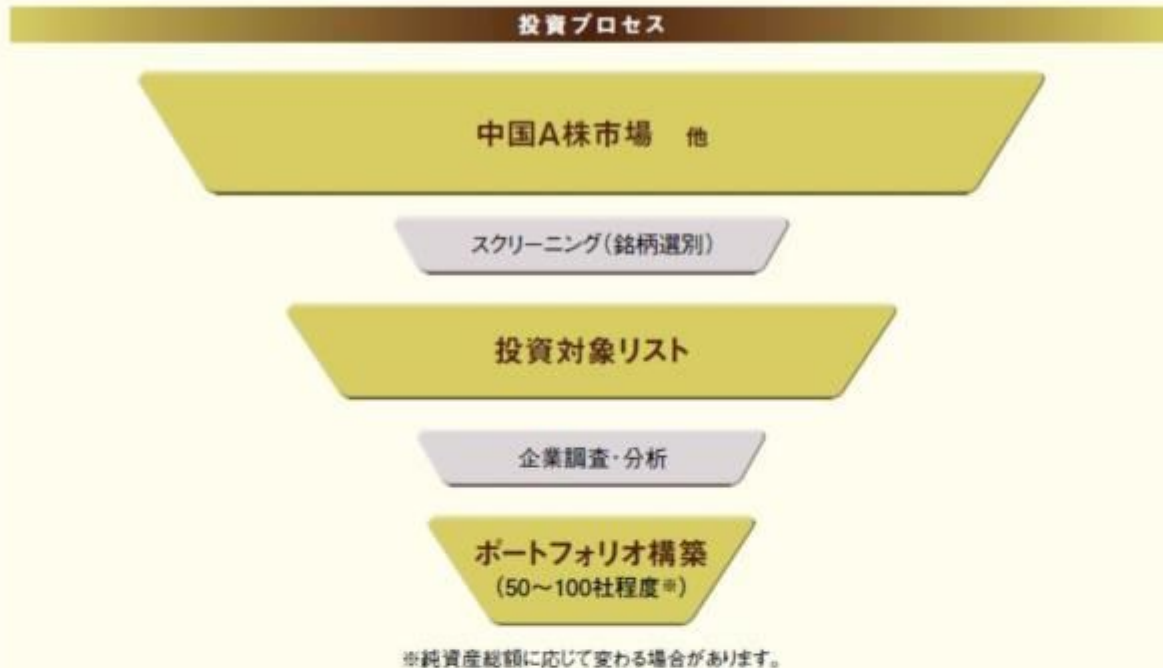 投資プロセス
中国A株市場 他
スクリーニング(銘柄選別)
投資対象リスト
企業調査・分析
ポートフォリオ構築
(50～100社程度※)
※純資産総額に応じて変わる場合があります。